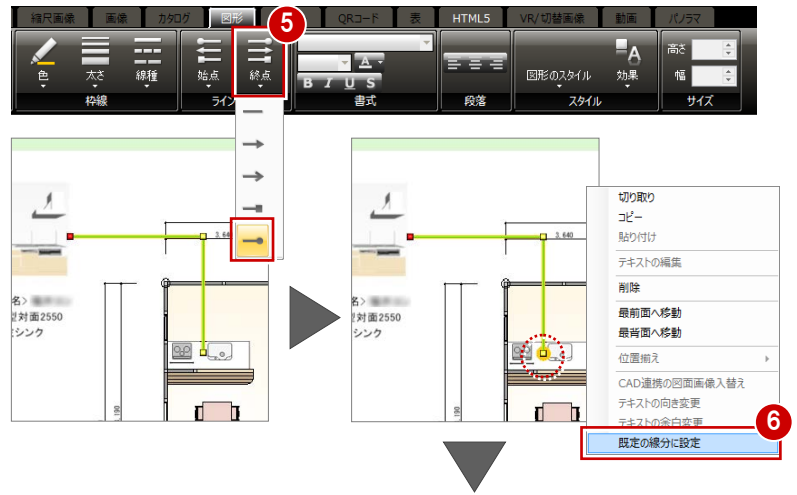 縮尺画像 画像 カタログ 図形 QRコード 表 HTML5 VR/切替画像 動画 パノラマ
5
色 太さ 線種 始点 終点
A
B I U S
図形のスタイル 効果
A
高さ
幅
枠線 ライン 書式 段落 スタイル サイズ
3,64
名>
対面2550
シンク
190
3,640
名>
対面2550
シンク
190
切り取り
コピー
貼り付け
テキストの編集
削除
最前面へ移動
最背面へ移動
位置揃え
CAD連携の図面画像入替え
テキストの向き変更
テキストの余白変更
既定の線分に設定
6